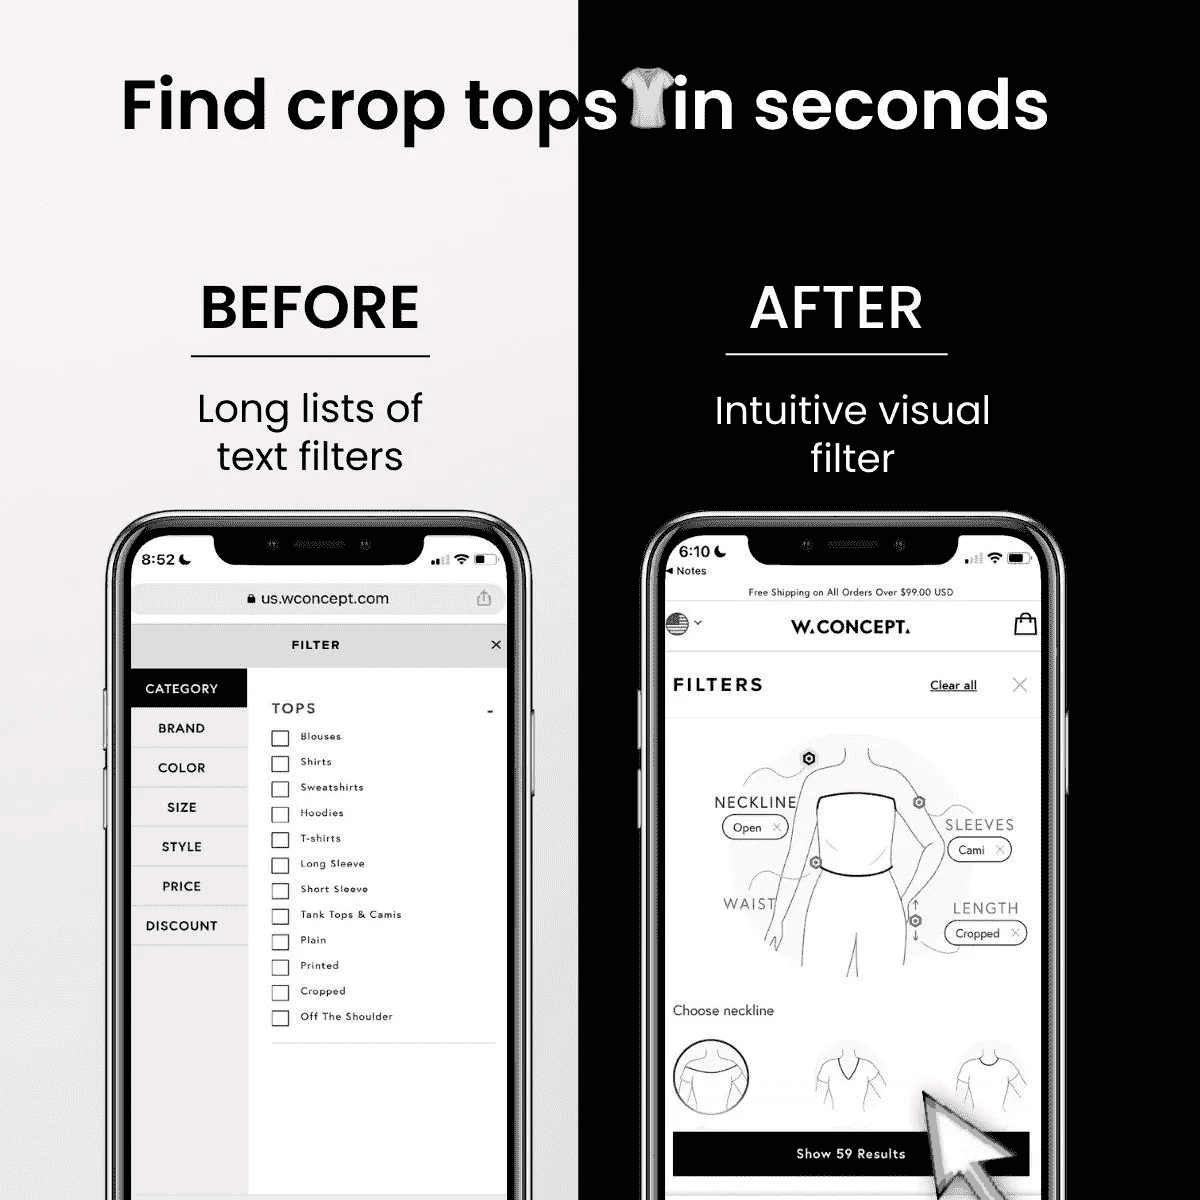 Find crop tops in seconds
BEFORE
Long lists of
text filters
8:52
us.wconcept.com
FILTER
CATEGORY
BRAND
COLOR
SIZE
STYLE
PRICE
DISCOUNT
TOPS
Blouses
Shirts
Sweatshirts
Hoodies
T-shirts
Long Sleeve
Short Sleeve
Tank Tops & Camis
Plain
Printed
Cropped
Off The Shoulder
AFTER
Intuitive visual
filter
6:10
Notes
Free Shipping on All Orders Over $99.00 USD
W.CONCEPT.
FILTERS
Clear all
NECKLINE
Open
SLEEVES
Cami
WAIST
LENGTH
Cropped
Choose neckline
Show 59 Results